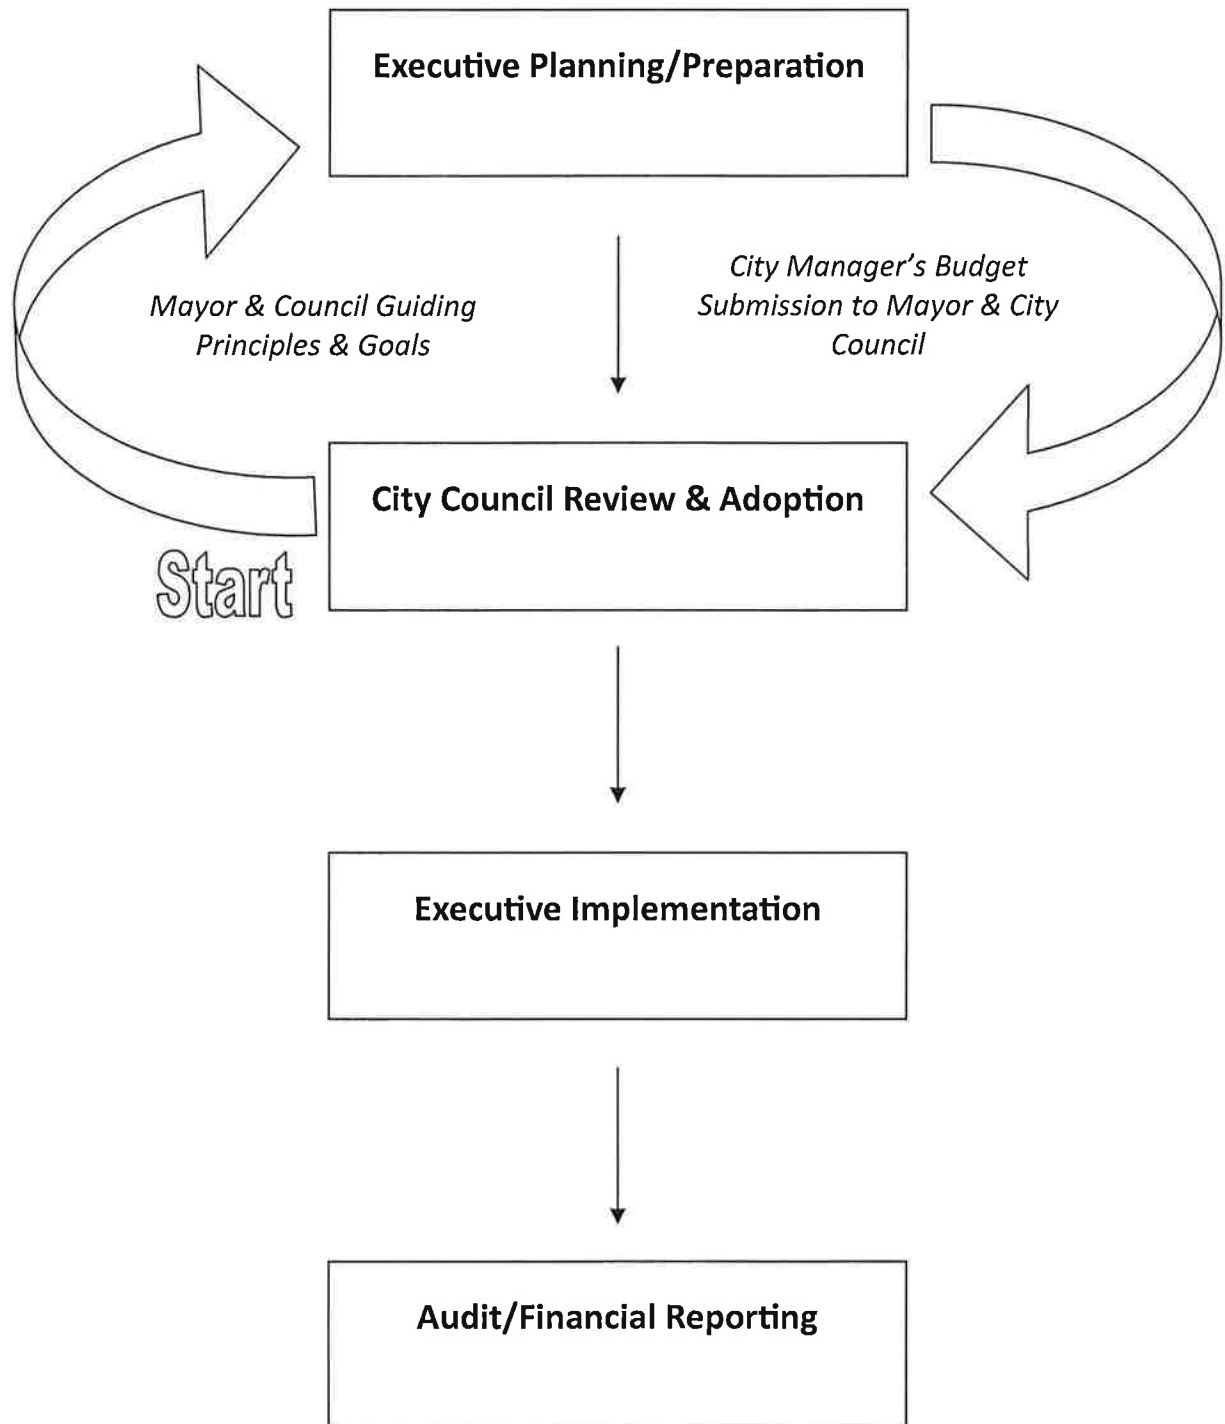 Executive Planning/Preparation
Mayor & Council Guiding
Principles & Goals
City Manager’s Budget
Submission to Mayor & City
Council
City Council Review & Adoption
Start
Executive Implementation
Audit/Financial Reporting